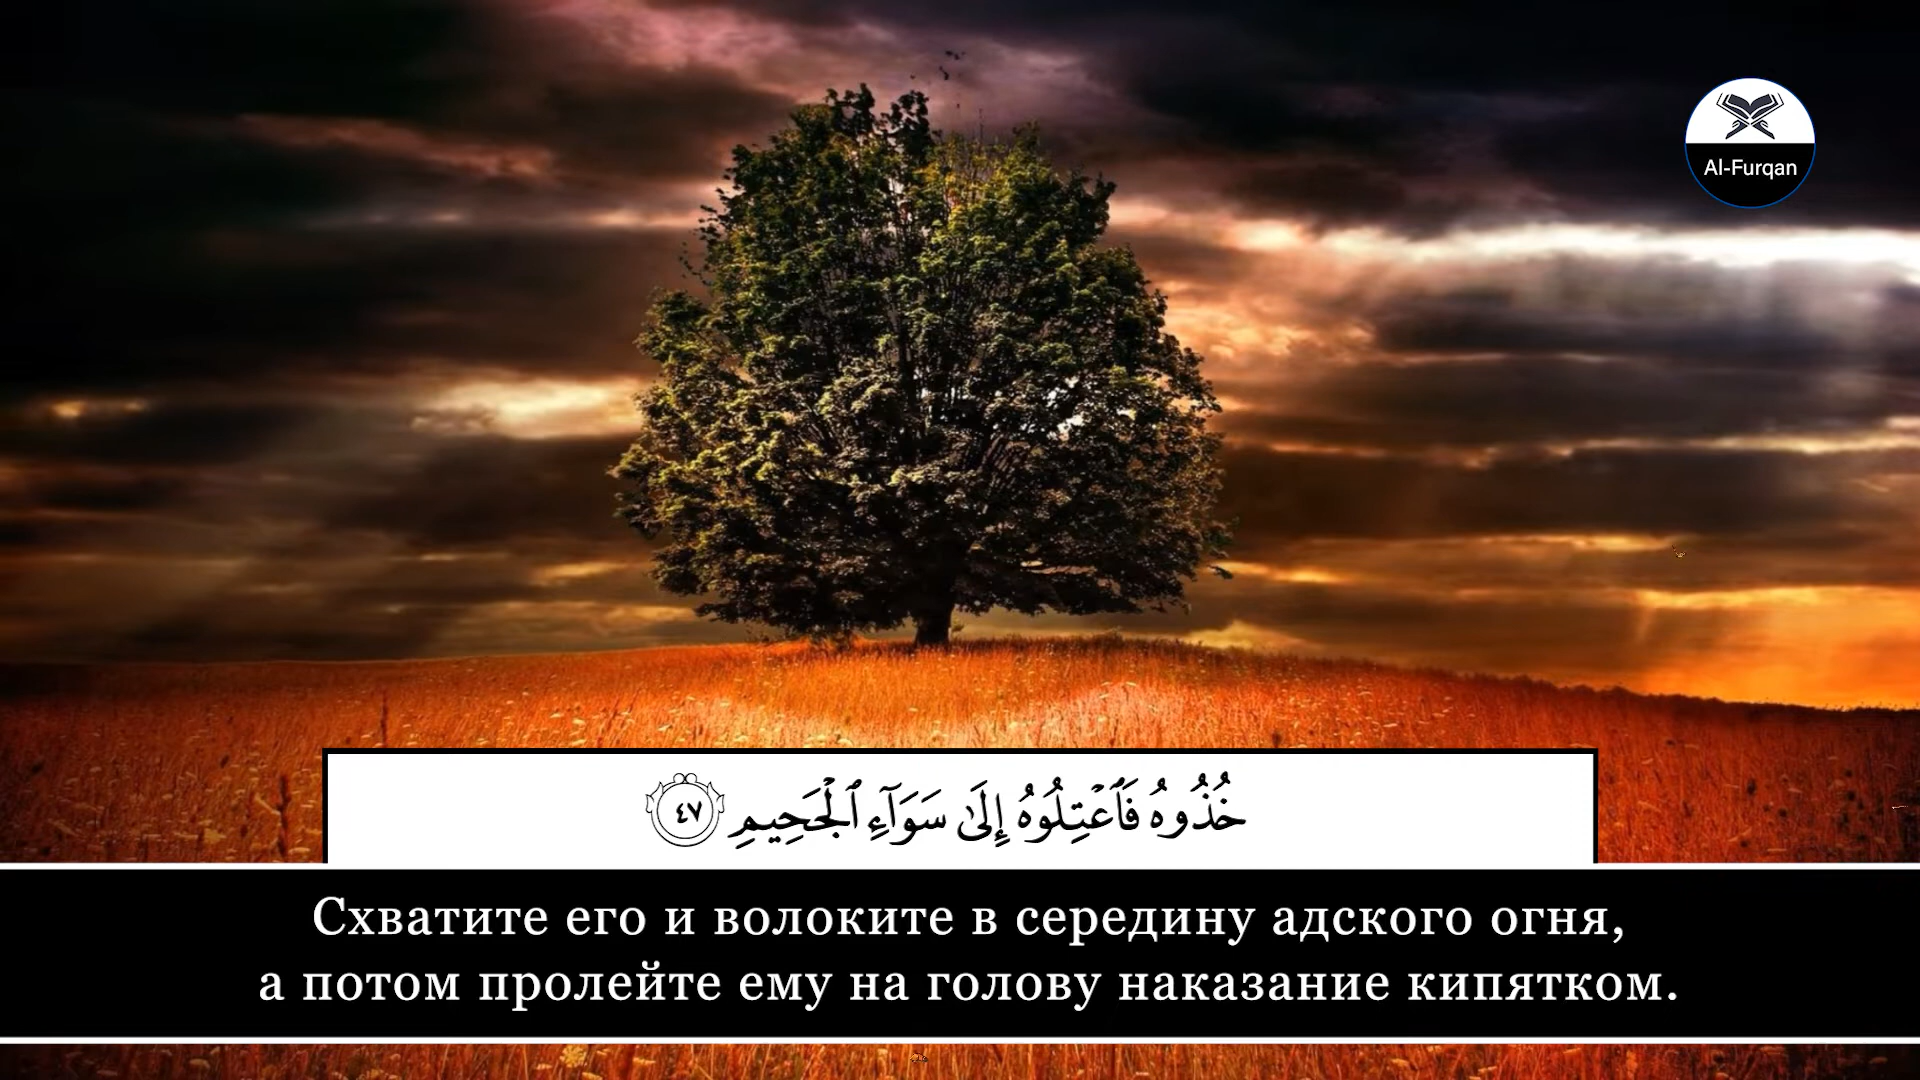 Al-Furqan
خُذُوهُ فَٱعْتِلُوهُ إِلَىٰ سَوَآءِ ٱلْجَحِيمِ ٤٧
Схватите его и волоките в середину адского огня,
а потом пролейте ему на голову наказание кипятком.